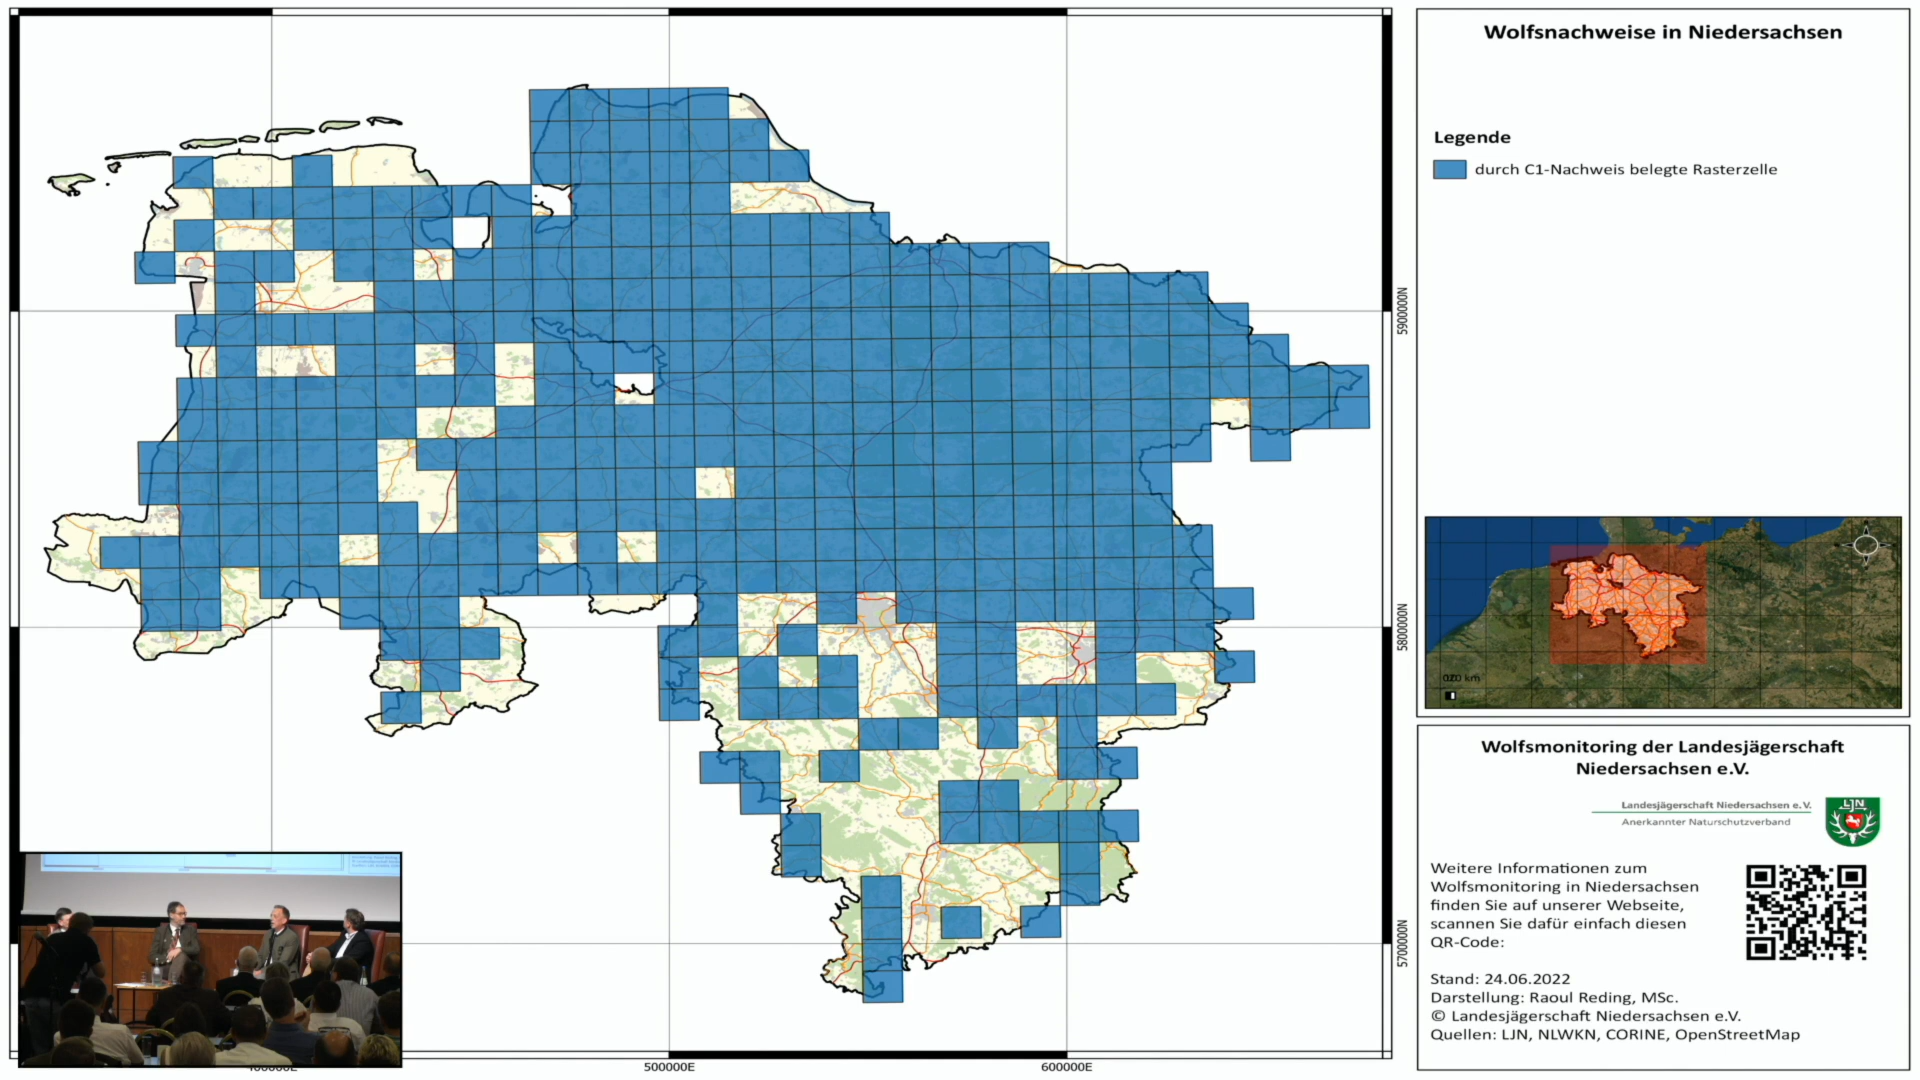 Wolfsnachweise in Niedersachsen
Legende
durch C1-Nachweis belegte Rasterzelle
5900000N
5800000N
5700000N
500000E
600000E
km
Wolfsmonitoring der Landesjägerschaft
Niedersachsen e.V.
Landesjägerschaft Niedersachsen e. V.
Anerkannter Naturschutzverband
LJN
Weitere Informationen zum
Wolfsmonitoring in Niedersachsen
finden Sie auf unserer Webseite,
scannen Sie dafür einfach diesen
QR-Code:
Stand: 24.06.2022
Darstellung: Raoul Reding, MSc.
© Landesjägerschaft Niedersachsen e.V.
Quellen: LJN, NLWKN, CORINE, OpenStreetMap